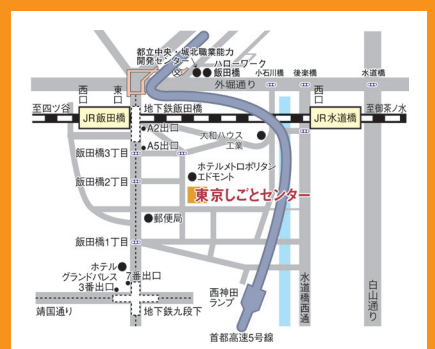 都立中央・城北職業能力
開発センター
ハローワーク
飯田橋
小石川橋
後楽橋
水道橋
外堀通り
西口
東口
西口
至四ツ谷
地下鉄飯田橋
至御茶ノ水
JR飯田橋
JR水道橋
A2出口
大和ハウス
工業
A5出口
飯田橋3丁目
ホテルメトロポリタン
エドモント
飯田橋2丁目
東京しごとセンター
郵便局
飯田橋1丁目
ホテル
グランドパレス
7番出口
3番出口
西神田
ランプ
水道橋西通り
白山通り
靖国通り
地下鉄九段下
首都高速5号線